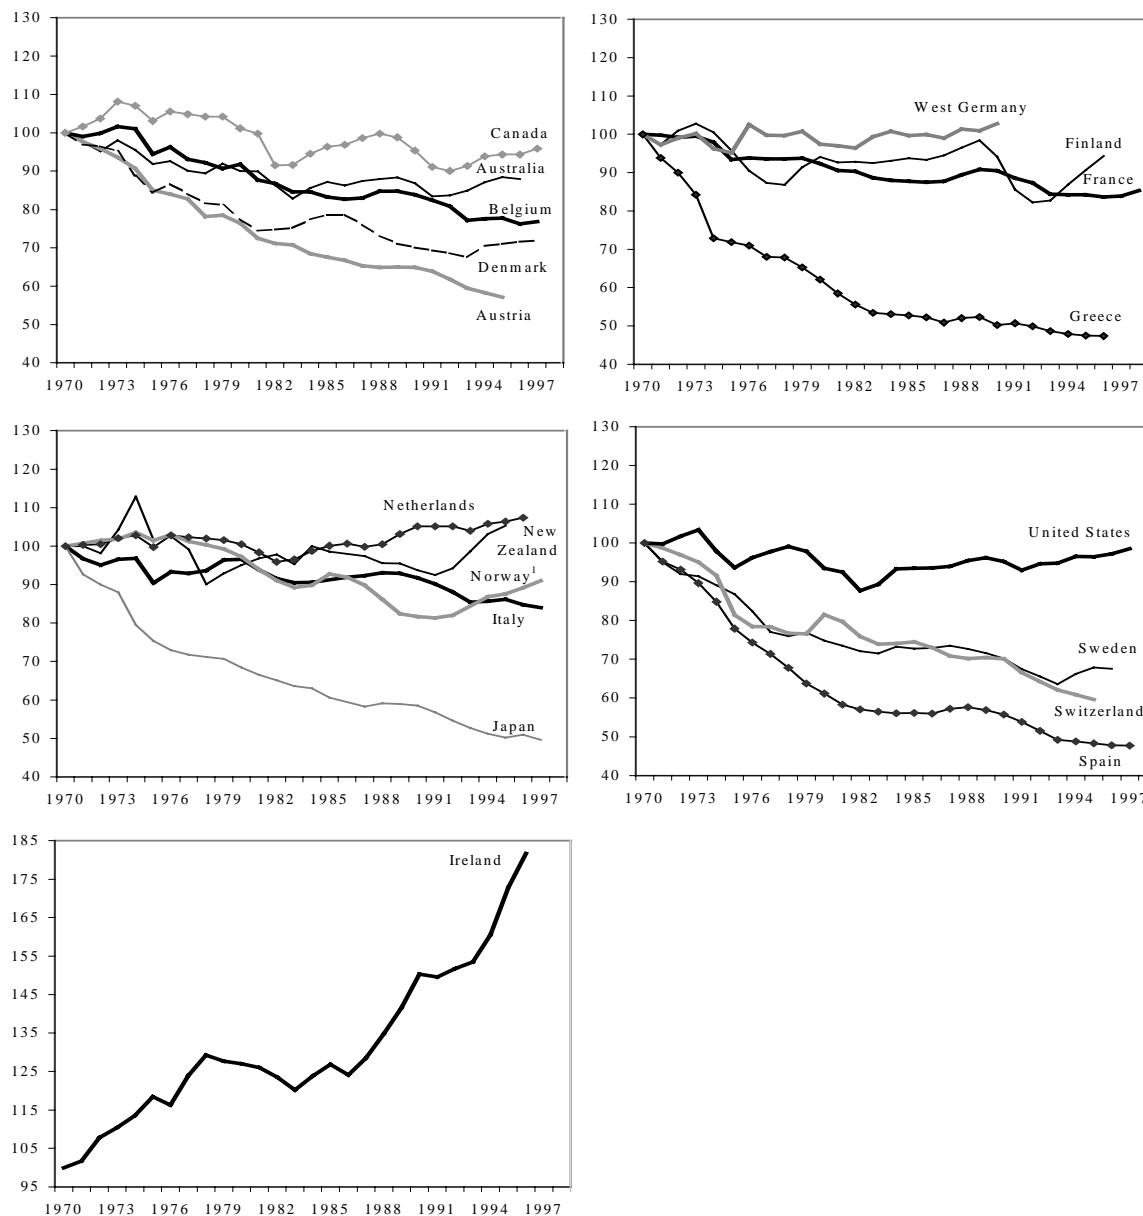 130
120
110
100
90
80
70
60
50
40
Canada
Australia
Belgium
Denmark
Austria
1970 1973 1976 1979 1982 1985 1988 1991 1994 1997
130
120
110
100
90
80
70
60
50
40
West Germany
Finland
France
Greece
1970 1973 1976 1979 1982 1985 1988 1991 1994 1997
130
120
110
100
90
80
70
60
50
40
Netherlands
New
Zealand
Norway¹
Italy
Japan
1970 1973 1976 1979 1982 1985 1988 1991 1994 1997
130
120
110
100
90
80
70
60
50
40
United States
Sweden
Switzerland
Spain
1970 1973 1976 1979 1982 1985 1988 1991 1994 1997
185
175
165
155
145
135
125
115
105
95
Ireland
1970 1973 1976 1979 1982 1985 1988 1991 1994 1997